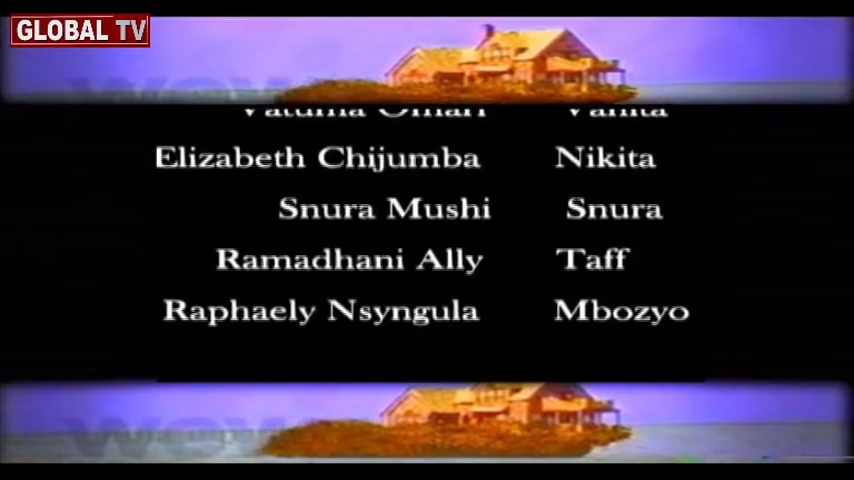 GLOBAL TV
Elizabeth Chijumba Nikita
Snura Mushi Snura
Ramadhani Ally Taff
Raphaely Nsyngula Mbozyo